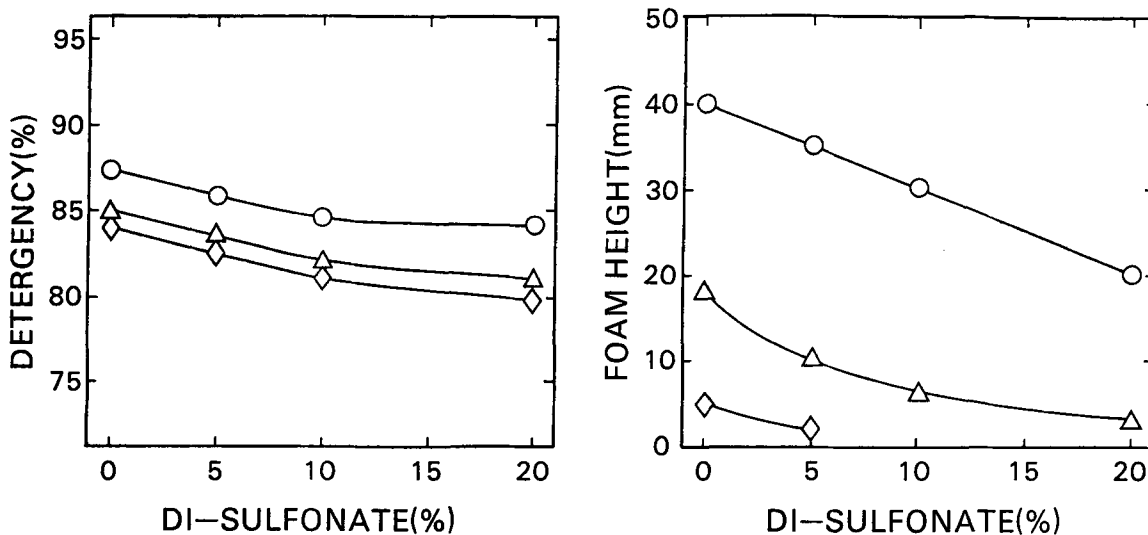 DETERGENCY(%)
95
90
85
80
75
0 5 10 15 20
DI–SULFONATE(%)
FOAM HEIGHT(mm)
50
40
30
20
10
0
0 5 10 15 20
DI–SULFONATE(%)